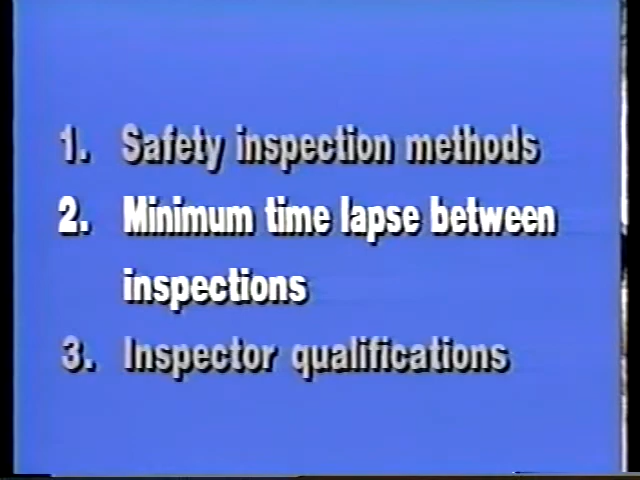 1. Safety inspection methods
2. Minimum time lapse between
inspections
3. Inspector qualifications